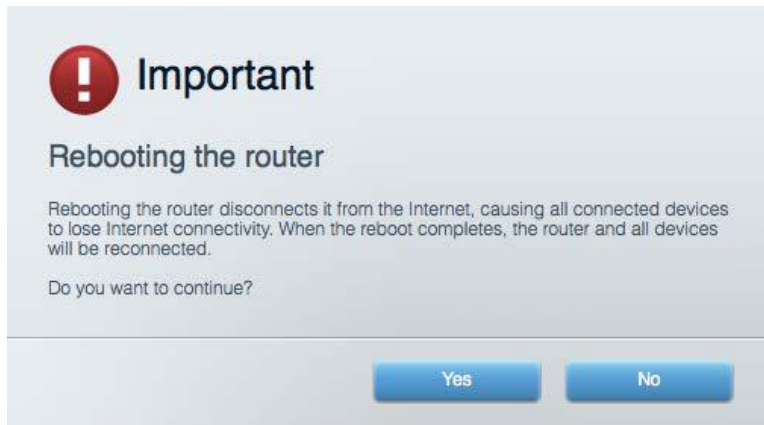 Important
Rebooting the router
Rebooting the router disconnects it from the Internet, causing all connected devices
to lose Internet connectivity. When the reboot completes, the router and all devices
will be reconnected.
Do you want to continue?
Yes No